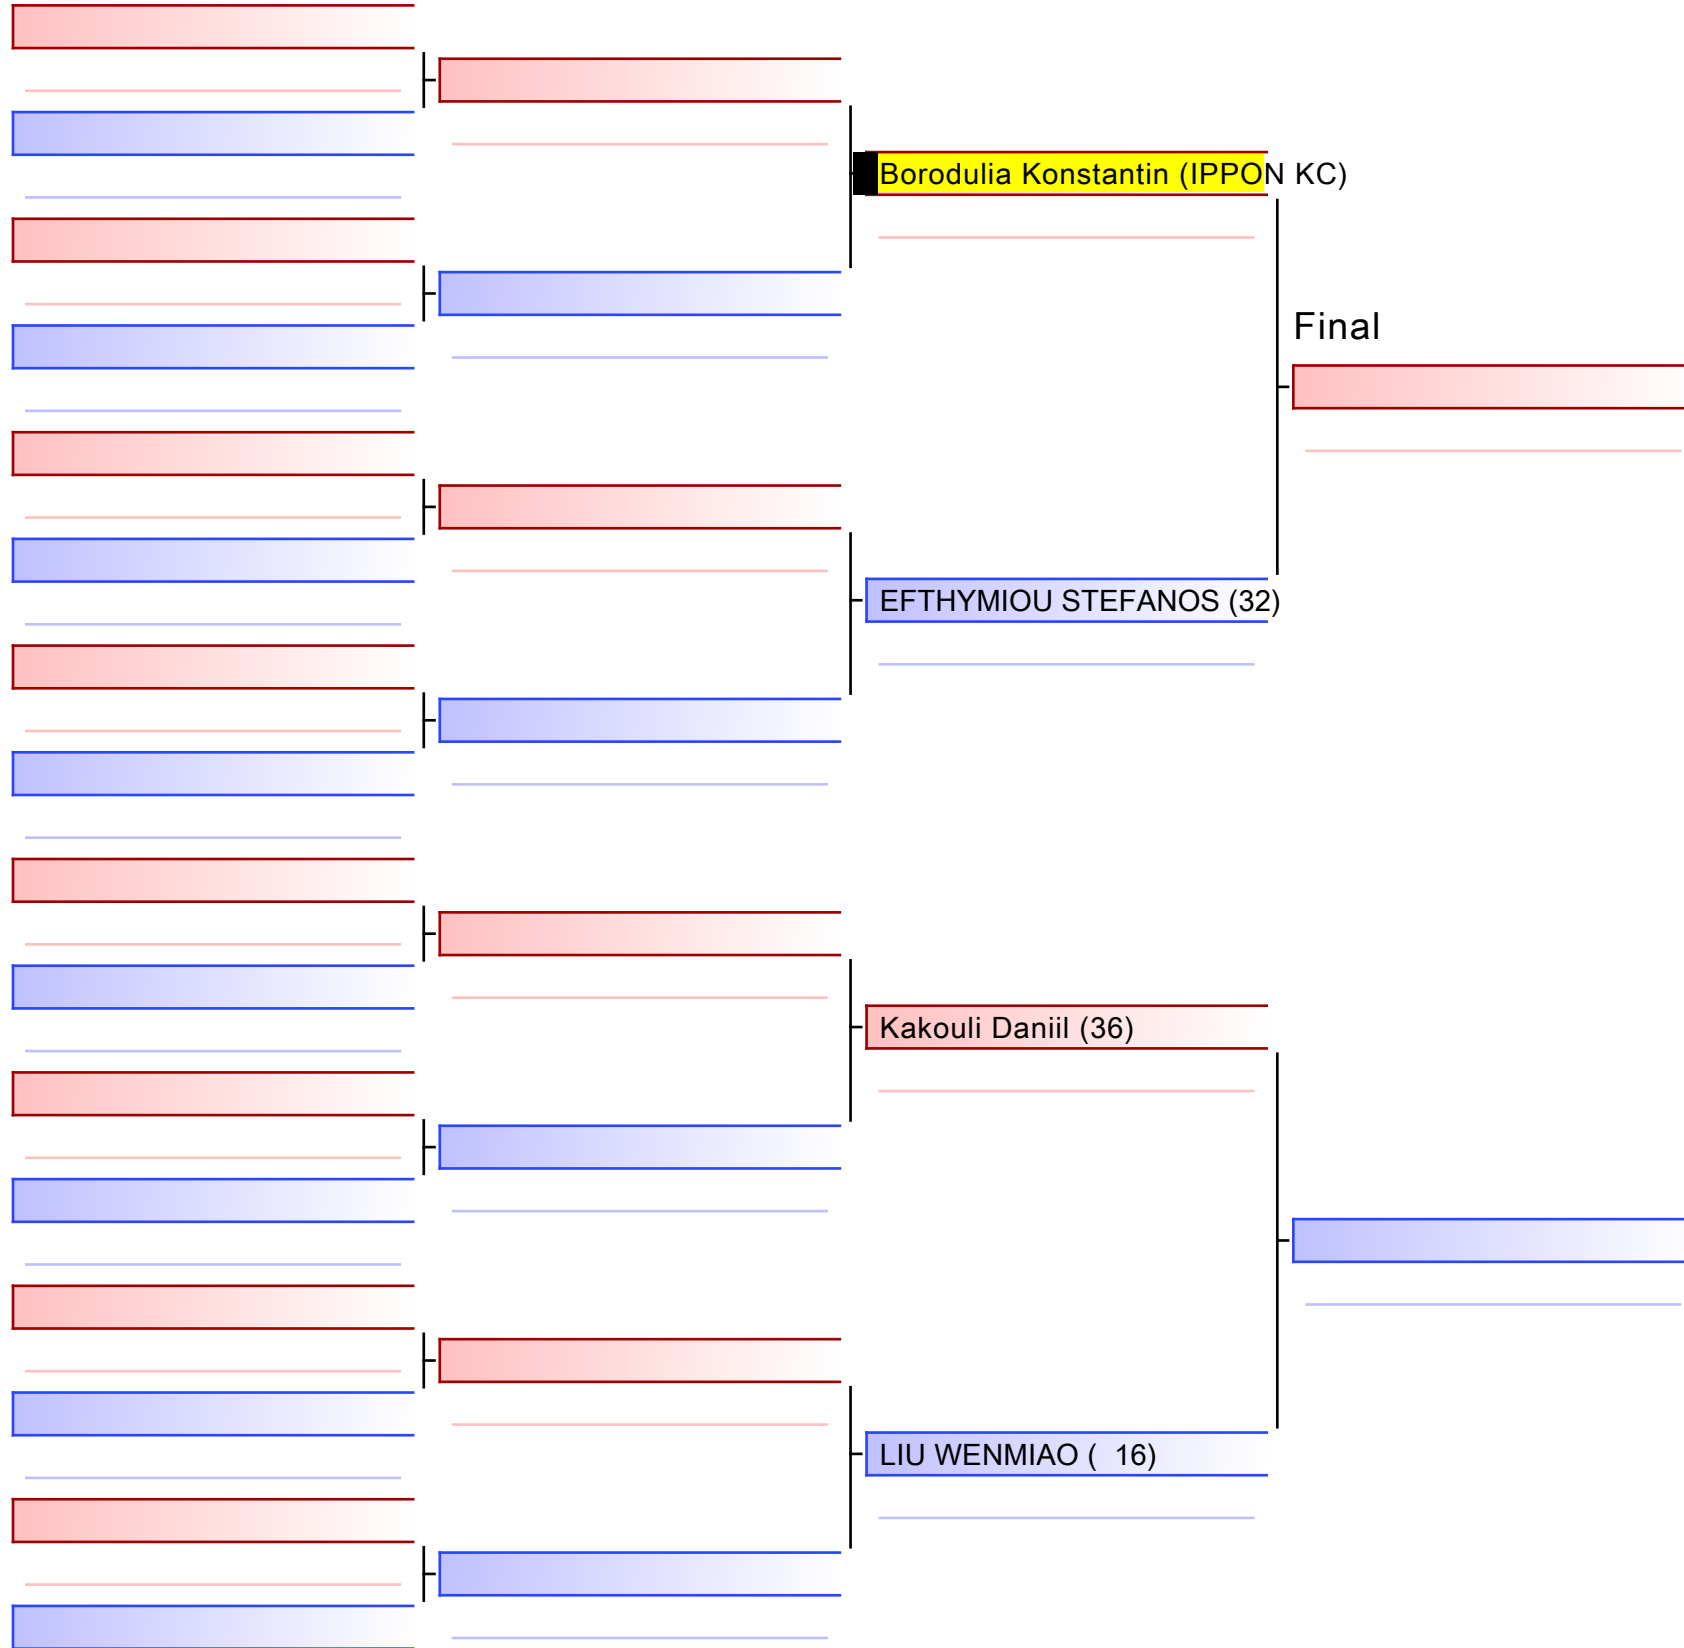 Borodulia Konstantin (IPPON KC)
Final
EFTHYMIOU STEFANOS (32)
Kakouli Daniil (36)
LIU WENMIAO (  16)